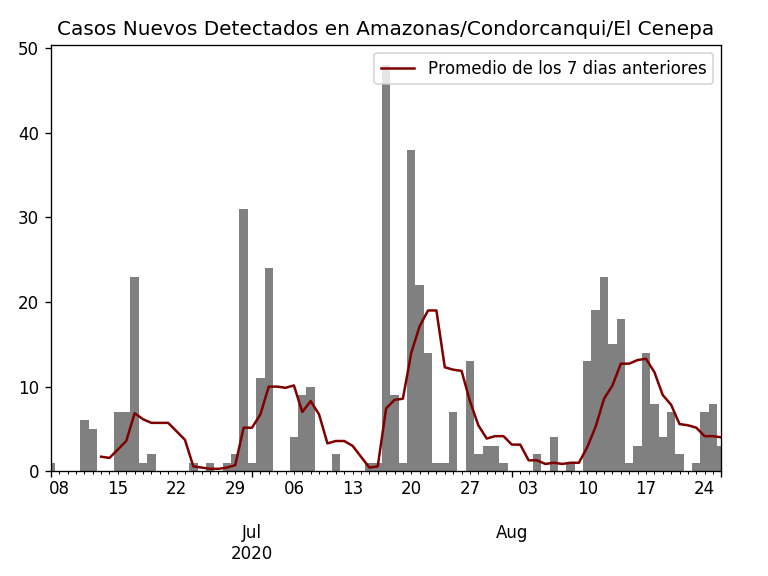 Casos Nuevos Detectados en Amazonas/Condorcanqui/El Cenepa
Promedio de los 7 dias anteriores
50
40
30
20
10
0
08 15 22 29 06 13 20 27 03 10 17 24
Jul Aug
2020